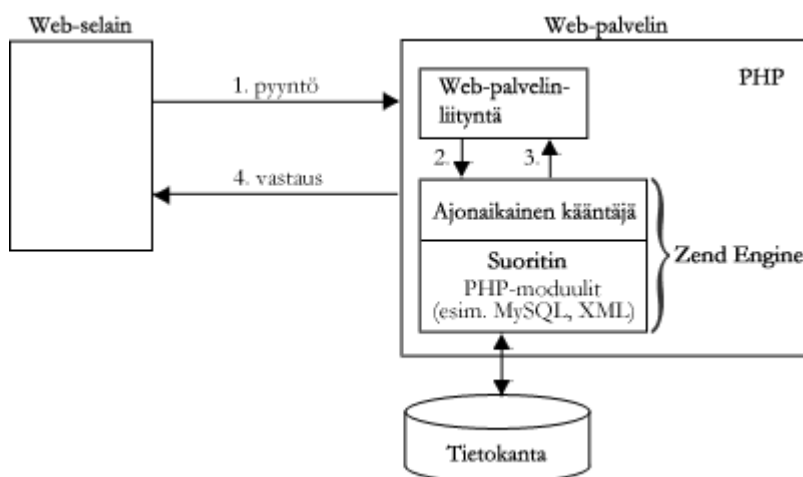 Web-selain
Web-palvelin
PHP
1. pyyntö
Web-palvelin-
liityntä
2.
3.
4. vastaus
Ajonaikainen kääntäjä
Suoritin
PHP-moduulit
(esim. MySQL, XML)
Zend Engine
Tietokanta